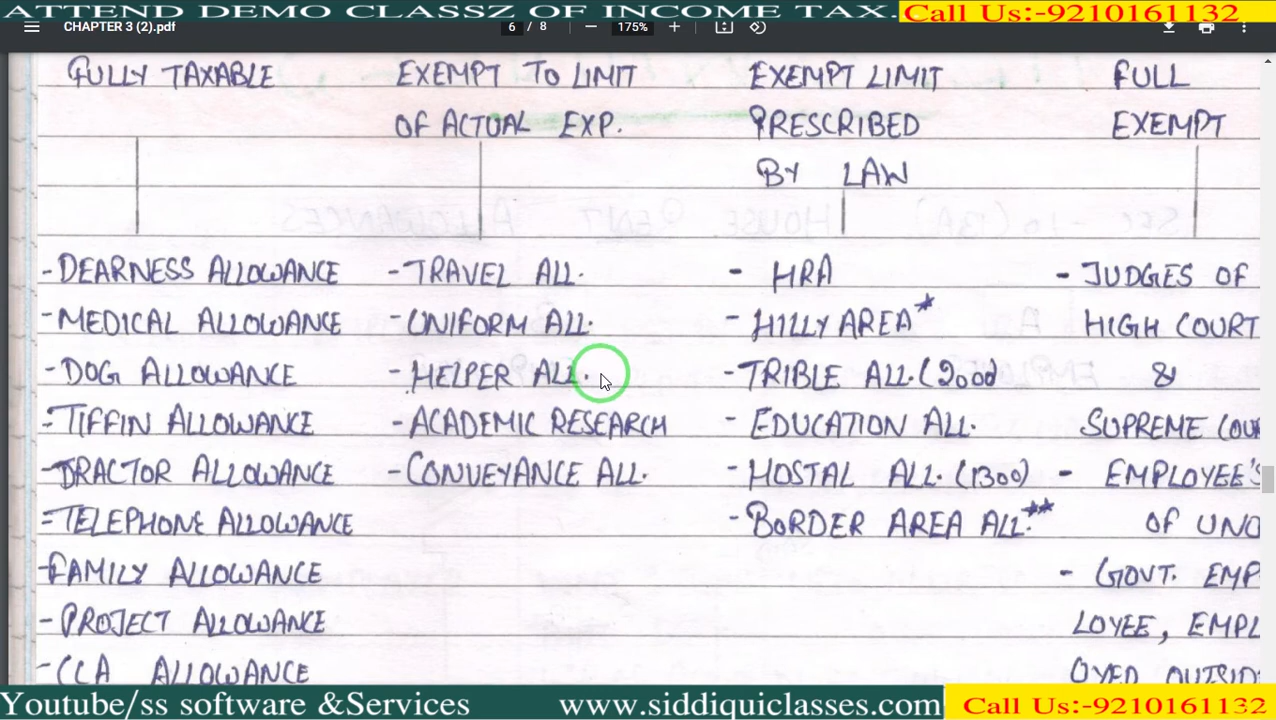 ATTEND DEMO CLASSZ OF INCOME TAX. Call Us:-9210161132
CHAPTER 3 (2).pdf 6 / 8 175%
FULLY TAXABLE EXEMPT TO LIMIT EXEMPT LIMIT FULL
OF ACTUAL EXP. PRESCRIBED EXEMPT
BY LAW
- DEARNESS ALLOWANCE - TRAVEL ALL. - HRA - JUDGES OF
- MEDICAL ALLOWANCE - UNIFORM ALL. - HILLY AREA* HIGH COURT
- DOG ALLOWANCE - HELPER ALL. - TRIBLE ALL.(2000 &
- TIFFIN ALLOWANCE - ACADEMIC RESEARCH - EDUCATION ALL. SUPREME COU
- TRACTOR ALLOWANCE - CONVEYANCE ALL. - HOSTAL ALL. (1300) - EMPLOYEE'S
- TELEPHONE ALLOWANCE - BORDER AREA ALL.** OF UNO
- FAMILY ALLOWANCE - GOVT. EMP
- PROJECT ALLOWANCE LOYEE, EMPL
- CCA ALLOWANCE OYED OUTSID
Youtube/ss software &Services www.siddiquiclasses.com Call Us:-9210161132